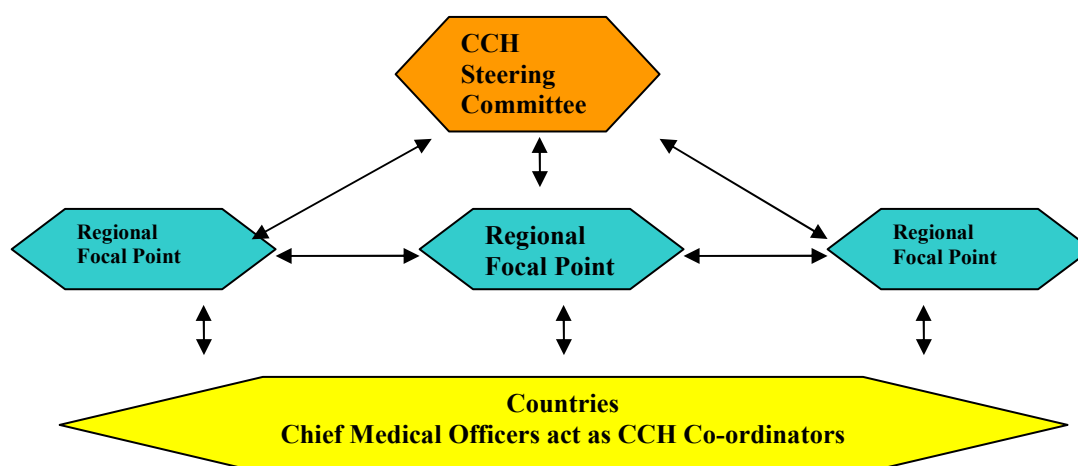 CCH
Steering
Committee
Regional
Focal Point
Regional
Focal Point
Regional
Focal Point
Countries
Chief Medical Officers act as CCH Co-ordinators